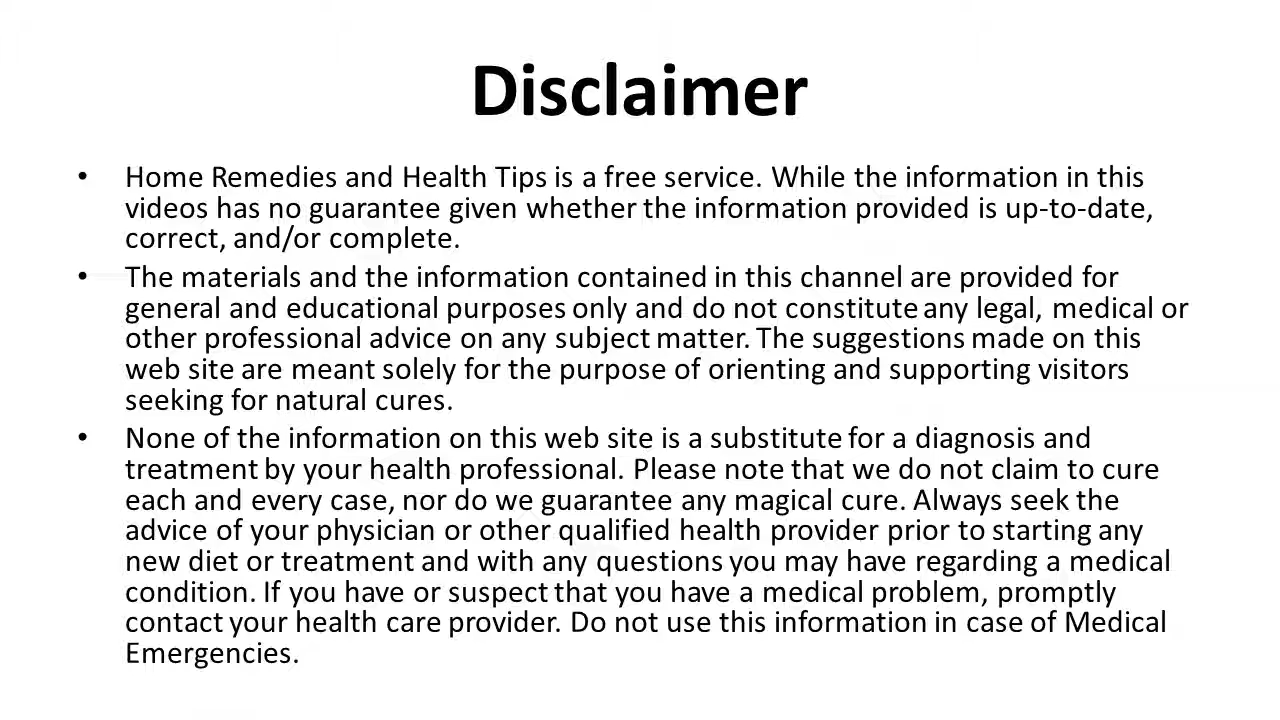 Disclaimer
• Home Remedies and Health Tips is a free service. While the information in this
videos has no guarantee given whether the information provided is up-to-date,
correct, and/or complete.
• The materials and the information contained in this channel are provided for
general and educational purposes only and do not constitute any legal, medical or
other professional advice on any subject matter. The suggestions made on this
web site are meant solely for the purpose of orienting and supporting visitors
seeking for natural cures.
• None of the information on this web site is a substitute for a diagnosis and
treatment by your health professional. Please note that we do not claim to cure
each and every case, nor do we guarantee any magical cure. Always seek the
advice of your physician or other qualified health provider prior to starting any
new diet or treatment and with any questions you may have regarding a medical
condition. If you have or suspect that you have a medical problem, promptly
contact your health care provider. Do not use this information in case of Medical
Emergencies.